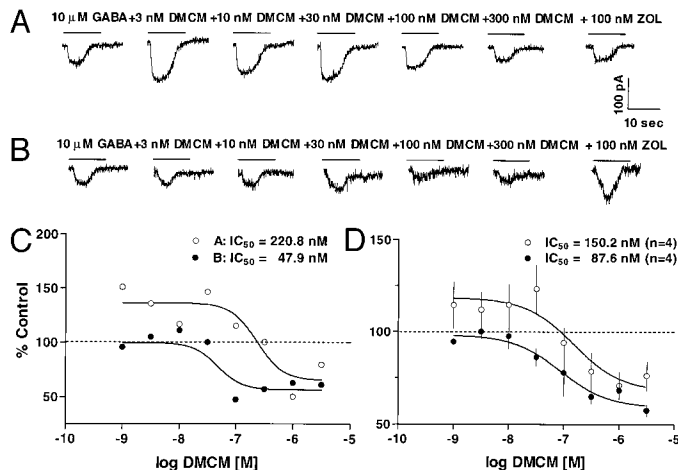 A
10 μM GABA+3 nM DMCM +10 nM DMCM +30 nM DMCM +100 nM DMCM +300 nM DMCM + 100 nM ZOL
100 pA
10 sec
B
10 μM GABA+3 nM DMCM +10 nM DMCM +30 nM DMCM +100 nM DMCM +300 nM DMCM + 100 nM ZOL
C
A: IC50 = 220.8 nM
B: IC50 = 47.9 nM
% Control
200
150
100
50
-10 -9 -8 -7 -6 -5
log DMCM [M]
D
IC50 = 150.2 nM (n=4)
IC50 = 87.6 nM (n=4)
150
100
50
-10 -9 -8 -7 -6 -5
log DMCM [M]